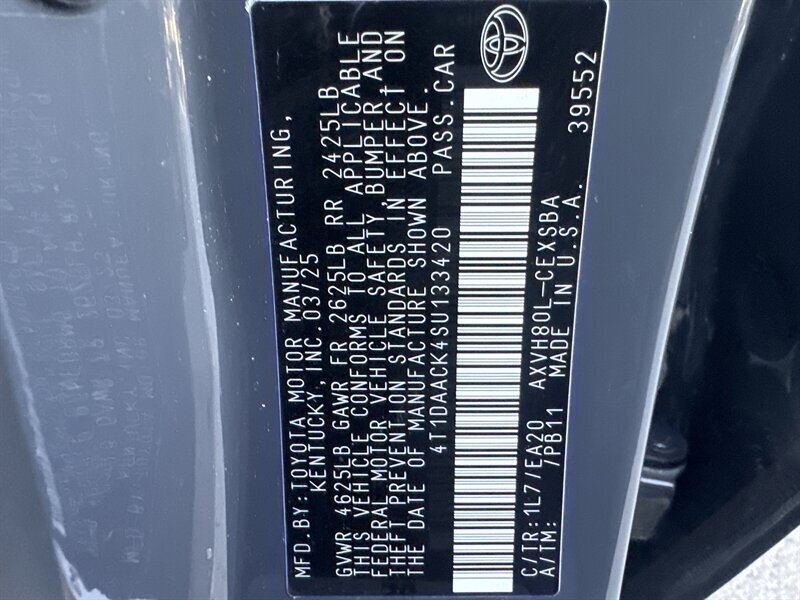 MFD.BY:TOYOTA MOTOR MANUFACTURING,
KENTUCKY,INC.03/25
GVWR 4625LB GAWR FR 2625LB RR 2425LB
THIS VEHICLE CONFORMS TO ALL APPLICABLE
FEDERAL MOTOR VEHICLE SAFETY,BUMPER,AND
THEFT PREVENTION STANDARDS IN EFFECT ON
THE DATE OF MANUFACTURE SHOWN ABOVE.
4T1DAACK4SU133420 PASS.CAR
C/TR:1L7/EA20 AXVH80L-CEXSBA
A/TM: /PB11 MADE IN U.S.A. 39552